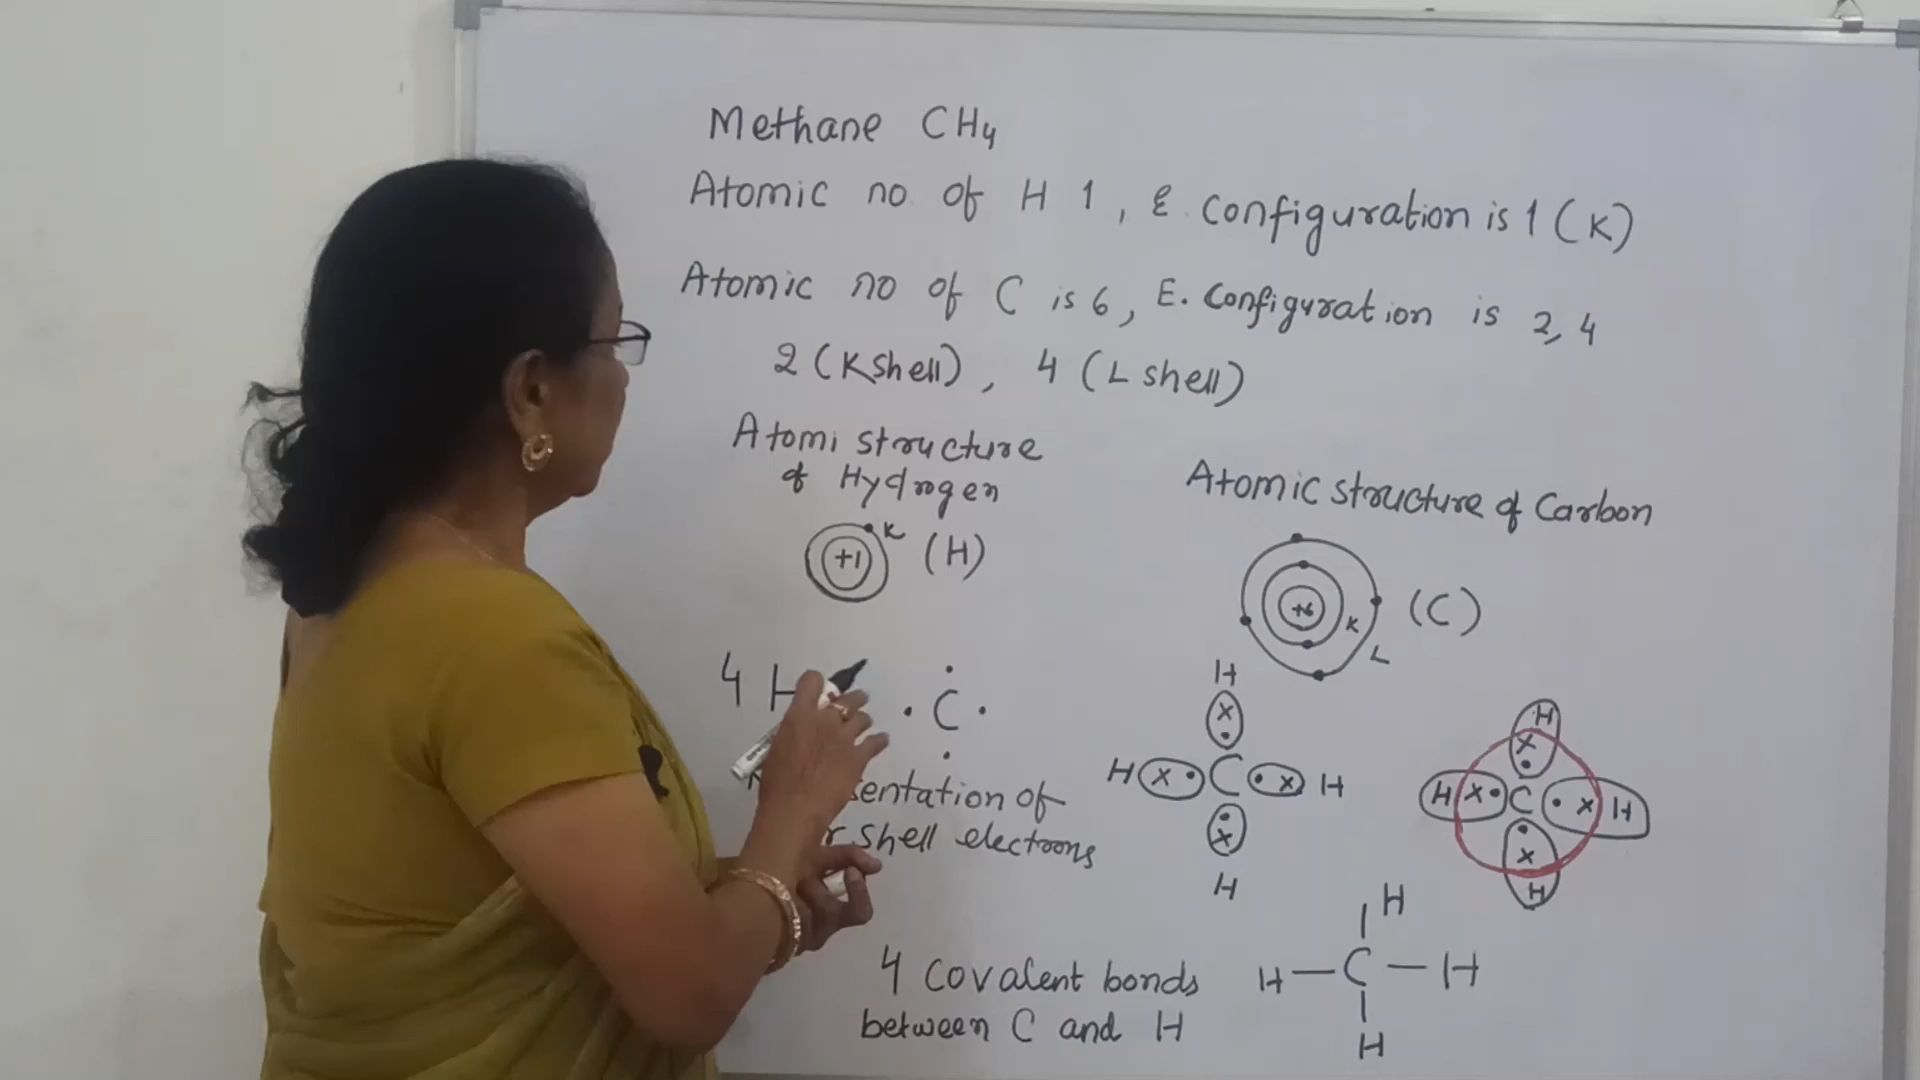 Methane CH4
Atomic no. of H 1, E. configuration is 1 (K)
Atomic no of C is 6, E. configuration is 2, 4
2 (K shell), 4 (L shell)
Atomi structure
of Hydrogen
+1 K (H)
Atomic structure of Carbon
+6 K L (C)
4 H
C
of
shell electrons
H
x
H x C x H
x
H
H
x
H x C x H
x
H
4 covalent bonds
between C and H
H
H — C — H
H